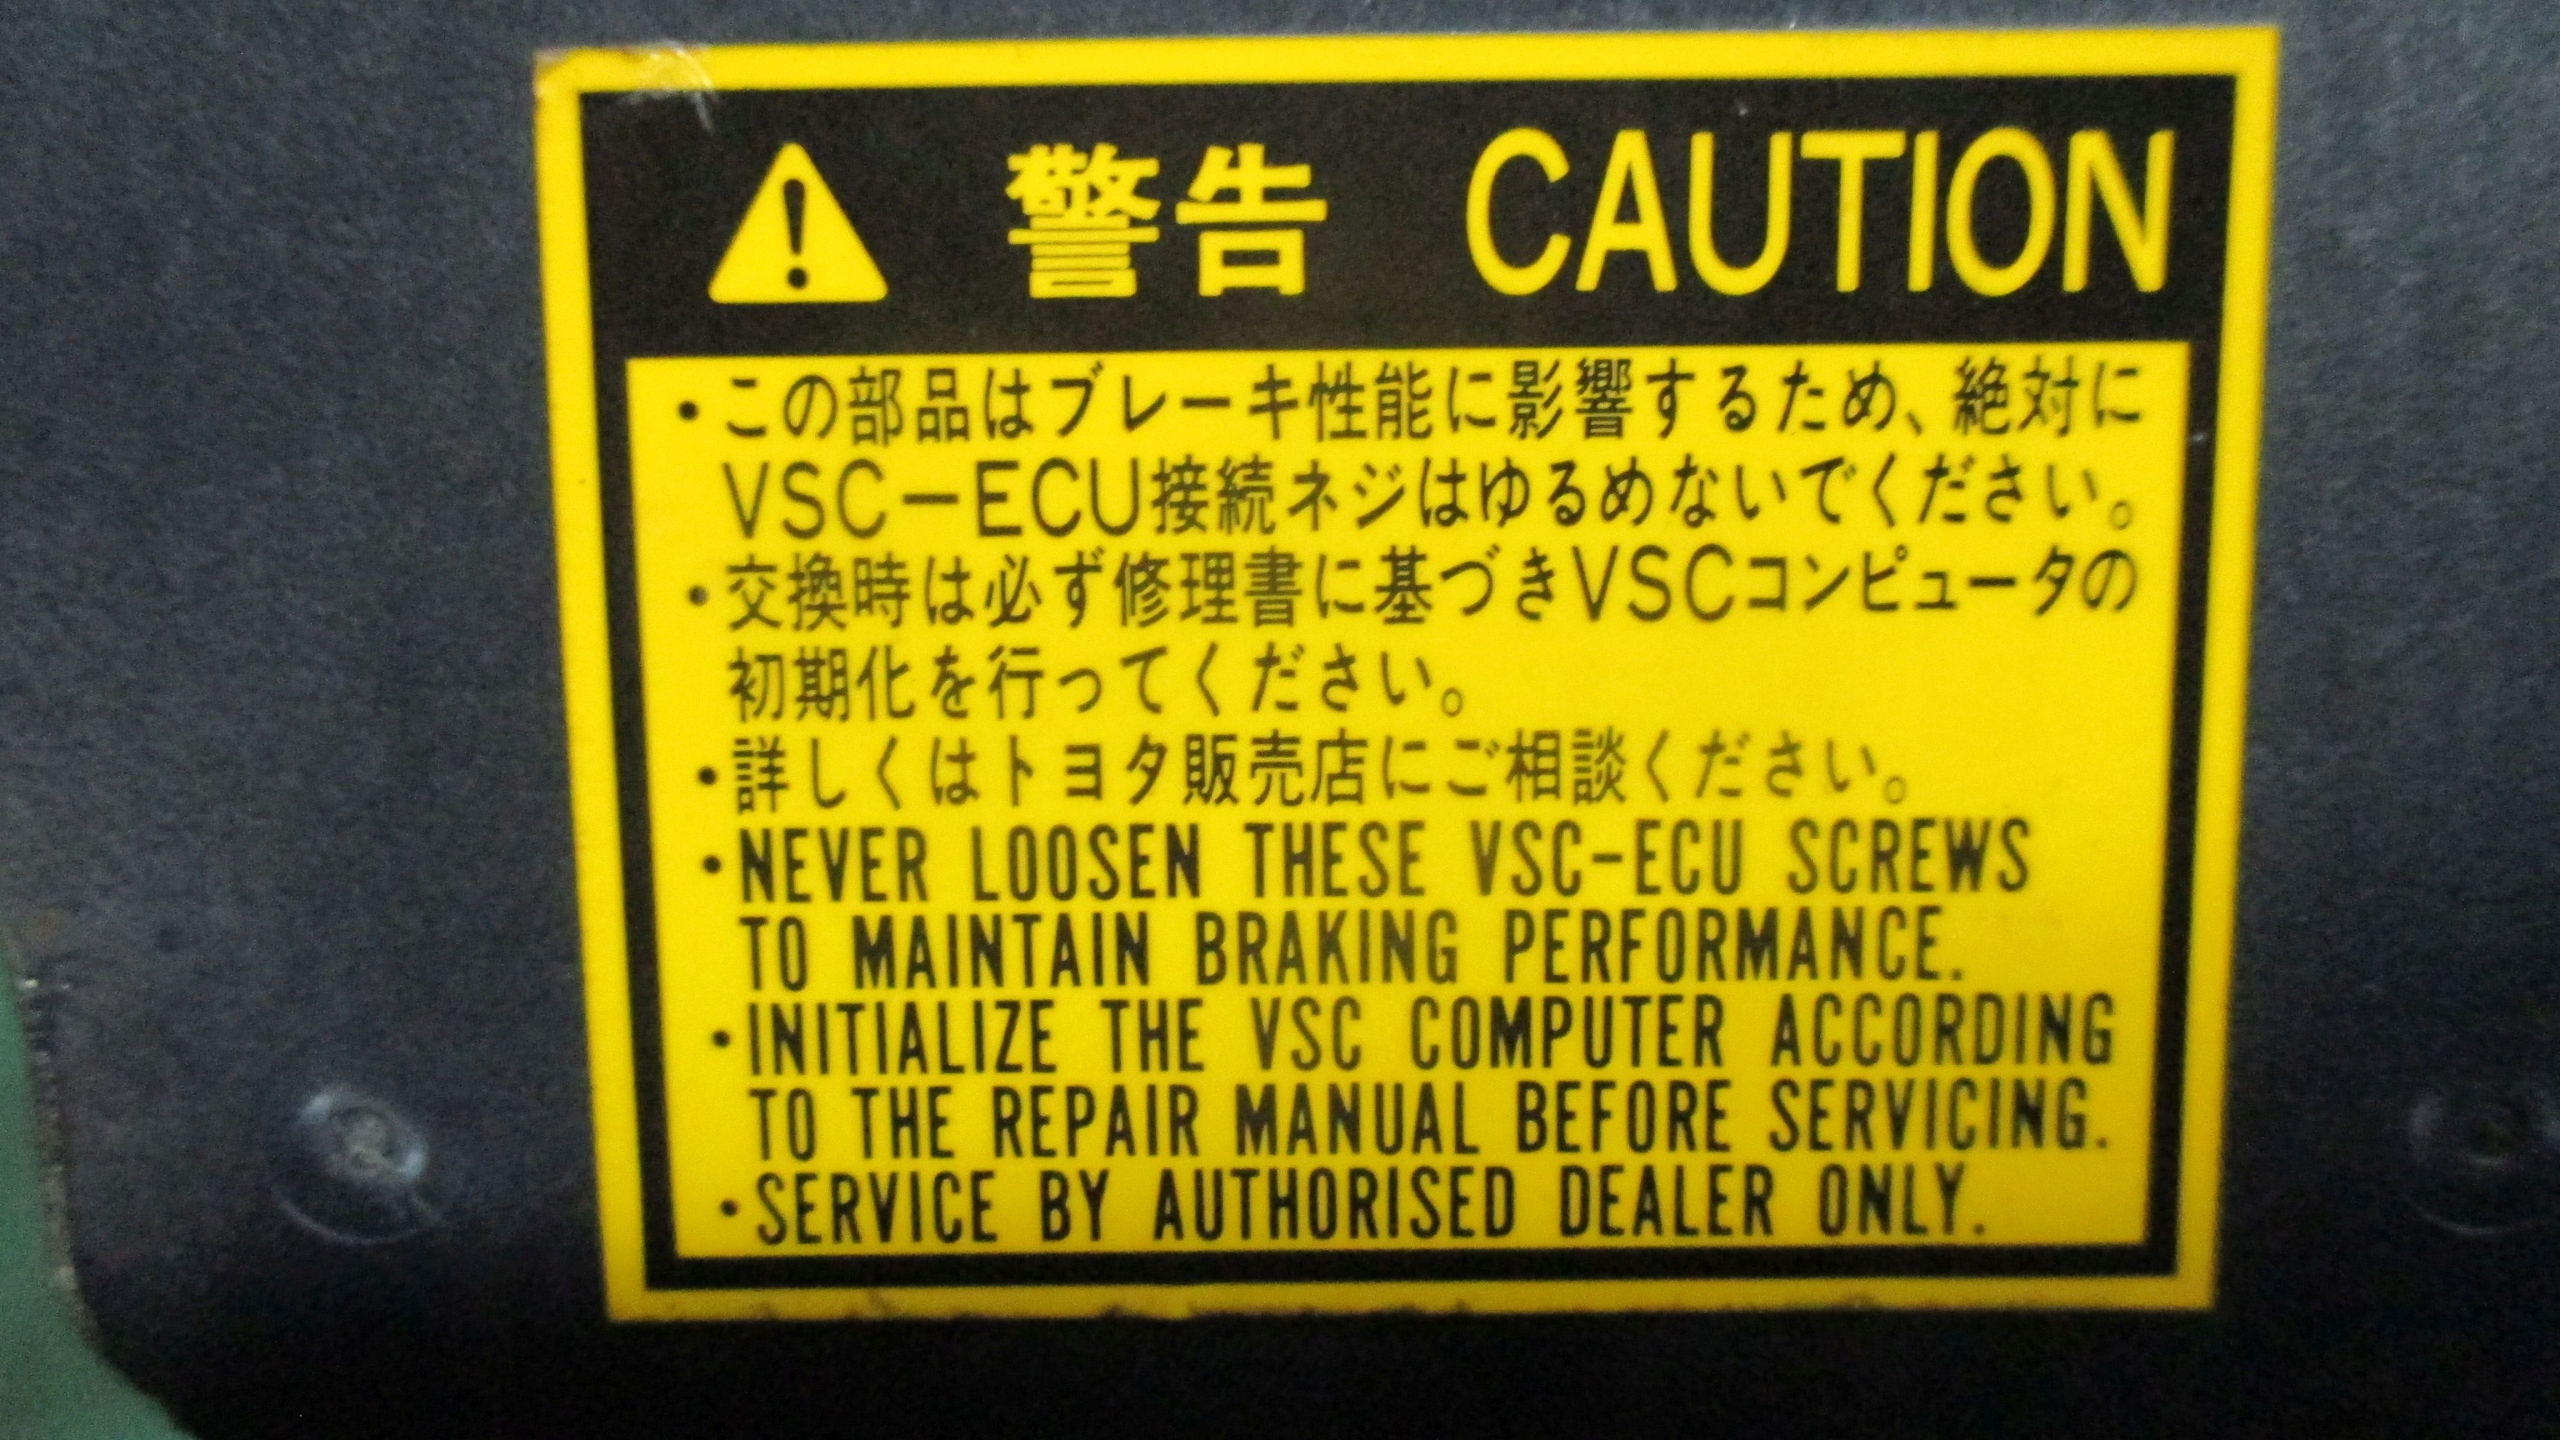 警告 CAUTION
・この部品はブレーキ性能に影響するため、絶対に
VSC－ECU接続ネジはゆるめないでください。
・交換時は必ず修理書に基づきVSCコンピュータの
初期化を行ってください。
・詳しくはトヨタ販売店にご相談ください。
・NEVER LOOSEN THESE VSC-ECU SCREWS
TO MAINTAIN BRAKING PERFORMANCE.
・INITIALIZE THE VSC COMPUTER ACCORDING
TO THE REPAIR MANUAL BEFORE SERVICING.
・SERVICE BY AUTHORISED DEALER ONLY.